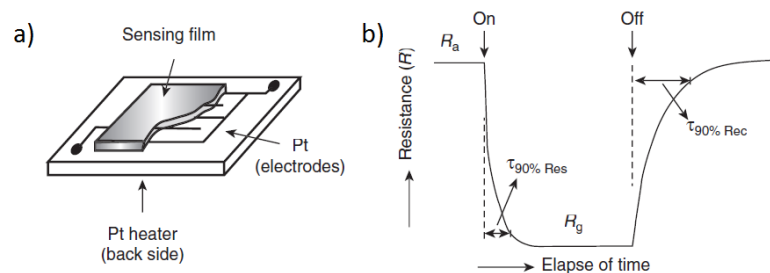 a)
Sensing film
Pt
(electrodes)
Pt heater
(back side)
b)
On
Off
Rₐ
Resistance (R)
τ90% Rec
τ90% Res
R_g
Elapse of time